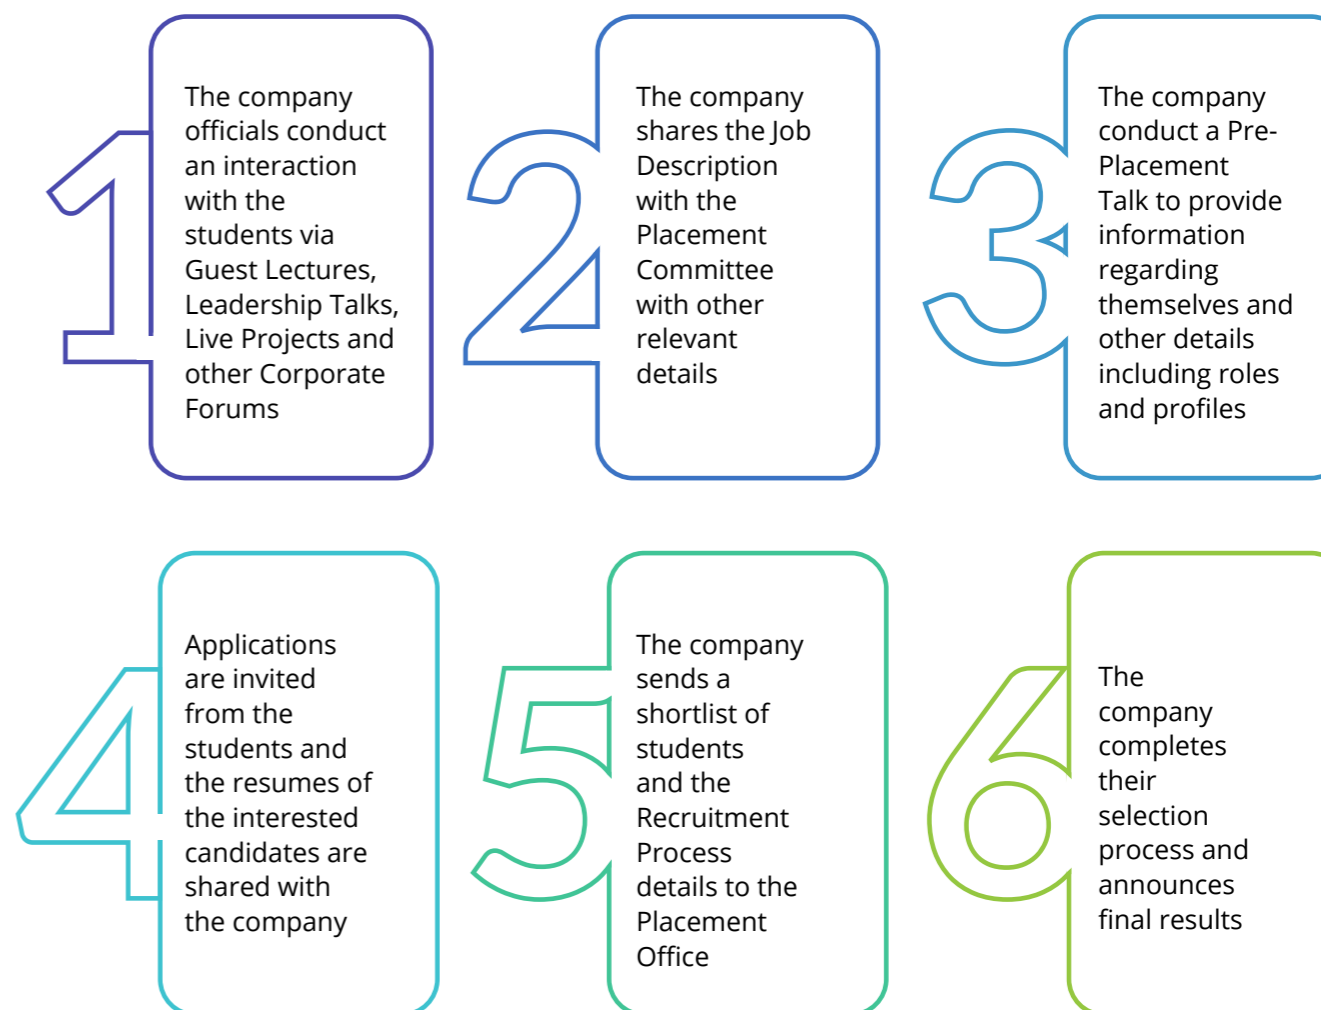 1
The company
officials conduct
an interaction
with the
students via
Guest Lectures,
Leadership Talks,
Live Projects and
other Corporate
Forums
2
The company
shares the Job
Description
with the
Placement
Committee
with other
relevant
details
3
The company
conduct a Pre-
Placement
Talk to provide
information
regarding
themselves and
other details
including roles
and profiles
4
Applications
are invited
from the
students and
the resumes of
the interested
candidates are
shared with
the company
5
The company
sends a
shortlist of
students
and the
Recruitment
Process
details to the
Placement
Office
6
The
company
completes
their
selection
process and
announces
final results